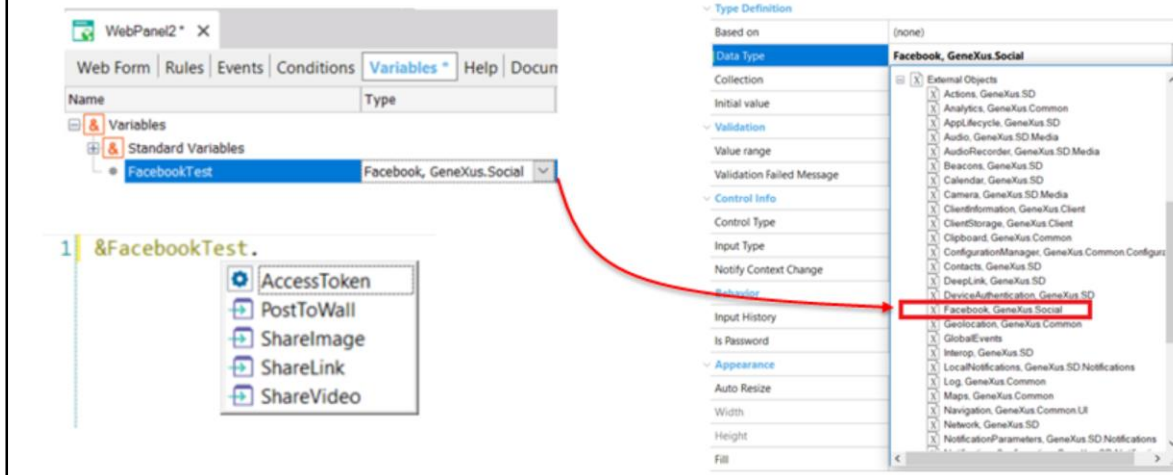 WebPanel2 * X
Web Form | Rules | Events | Conditions | Variables * | Help | Docum
Name Type
& Variables
& Standard Variables
FacebookTest Facebook, GeneXus.Social
1 &FacebookTest.
AccessToken
PostToWall
ShareImage
ShareLink
ShareVideo
Type Definition
Based on (none)
Data Type Facebook, GeneXus.Social
Collection
Initial value
Validation
Value range
Validation Failed Message
Control Info
Control Type
Input Type
Notify Context Change
Behavior
Input History
Is Password
Appearance
Auto Resize
Width
Height
Fill
External Objects
Actions, GeneXus.SD
Analytics, GeneXus.Common
AppLifecycle, GeneXus.SD
Audio, GeneXus.SD.Media
AudioRecorder, GeneXus.SD.Media
Beacons, GeneXus.SD
Calendar, GeneXus.SD
Camera, GeneXus.SD.Media
ClientInformation, GeneXus.Client
ClientStorage, GeneXus.Client
Clipboard, GeneXus.Common
ConfigurationManager, GeneXus.Common.Configura
Contacts, GeneXus.SD
DeepLink, GeneXus.SD
DeviceAuthentication, GeneXus.SD
Facebook, GeneXus.Social
Geolocation, GeneXus.Common
GlobalEvents
Interop, GeneXus.SD
LocalNotifications, GeneXus.SD.Notifications
Log, GeneXus.Common
Maps, GeneXus.Common
Navigation, GeneXus.Common.UI
Network, GeneXus.SD
NotificationParameters, GeneXus.SD.Notifications